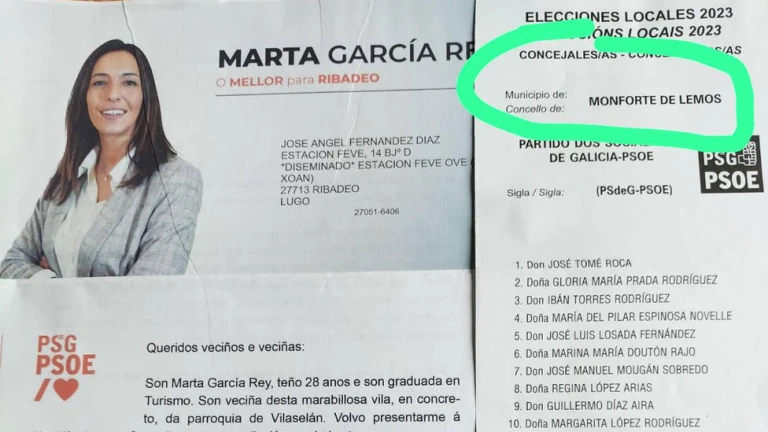 MARTA GARCÍA RE
O MELLOR para RIBADEO
JOSE ANGEL FERNANDEZ DIAZ
ESTACION FEVE, 14 BJº D
"DISEMINADO" ESTACION FEVE OVE (
XOAN)
27713 RIBADEO
LUGO
27051-6406
PSG
PSOE
Queridos veciños e veciñas:
Son Marta García Rey, teño 28 anos e son graduada en
Turismo. Son veciña desta marabillosa vila, en concre-
to, da parroquia de Vilaselán. Volvo presentarme á
ELECCIONES LOCALES 2023
LOCAIS 2023
CONCEJALES/AS -
Municipio de:
Concello de:
MONFORTE DE LEMOS
PARTIDO DOS
DE GALICIA-PSOE
PSG
PSOE
Sigla / Sigla: (PSdeG-PSOE)
1. Don JOSÉ TOMÉ ROCA
2. Doña GLORIA MARÍA PRADA RODRÍGUEZ
3. Don IBÁN TORRES RODRÍGUEZ
4. Doña MARÍA DEL PILAR ESPINOSA NOVELLE
5. Don JOSÉ LUIS LOSADA FERNÁNDEZ
6. Doña MARINA MARÍA DOUTÓN RAJO
7. Don JOSÉ MANUEL MOUGÁN SOBREDO
8. Doña REGINA LÓPEZ ARIAS
9. Don GUILLERMO DÍAZ AIRA
10. Doña MARGARITA LÓPEZ RODRÍGUEZ